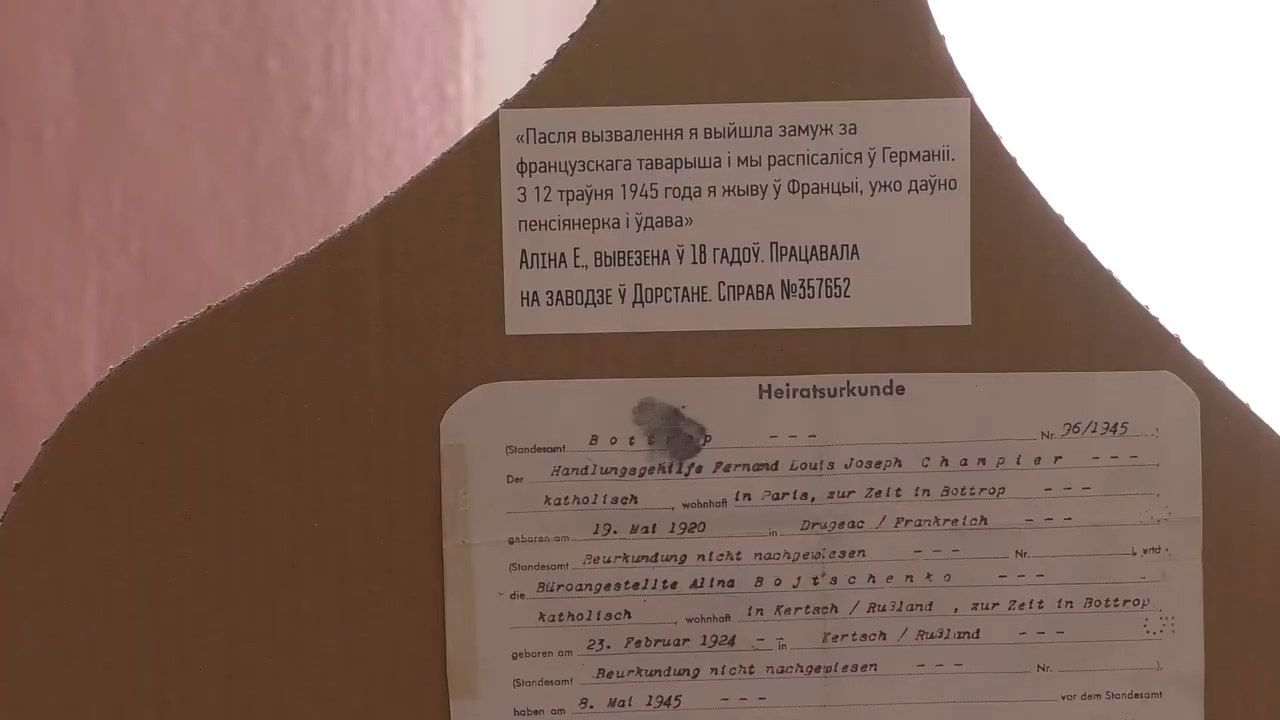 «Пасля вызвалення я выйшла замуж за
французскага таварыша і мы распісаліся ў Германіі.
З 12 траўня 1945 года я жыву ў Францыі, ужо даўно
пенсіянерка і ўдава»
Аліна Е., вывезена ў 18 гадоў. Працавала
на заводзе ў Дорстане. Справа №357652
Heiratsurkunde
(Standesamt Bottrop --- Nr. 96/1945 )
Der Handlungsgehilfe Fernand Louis Joseph Champier ---,
katholisch, wohnhaft in Paris, zur Zeit in Bottrop ---
geboren am 19. Mai 1920 in Drugeac / Frankreich ---
(Standesamt Beurkundung nicht nachgewiesen --- Nr. ), und
die Büroangestellte Alina Bojtschenko ---
katholisch, wohnhaft in Kertsch / Rußland , zur Zeit in Bottrop,
geboren am 23. Februar 1924 -- in Kertsch / Rußland ---
(Standesamt Beurkundung nicht nachgewiesen --- Nr. ),
haben am 8. Mai 1945 --- vor dem Standesamt